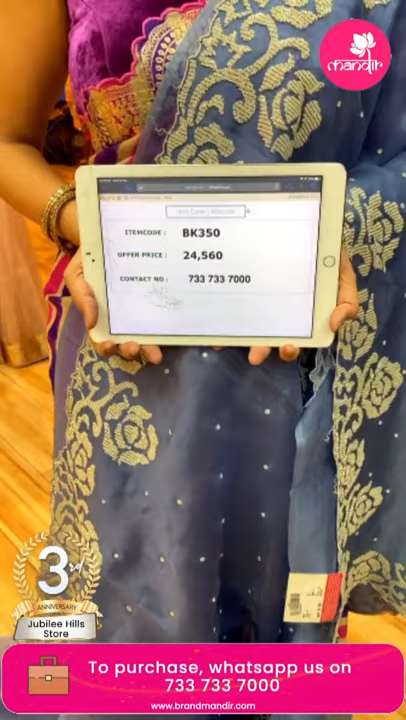 mandir
ITEMCODE : BK350
OFFER PRICE : 24,560
CONTACT NO : 733 733 7000
3rd
ANNIVERSARY
Jubilee Hills
Store
To purchase, whatsapp us on
733 733 7000
www.brandmandir.com